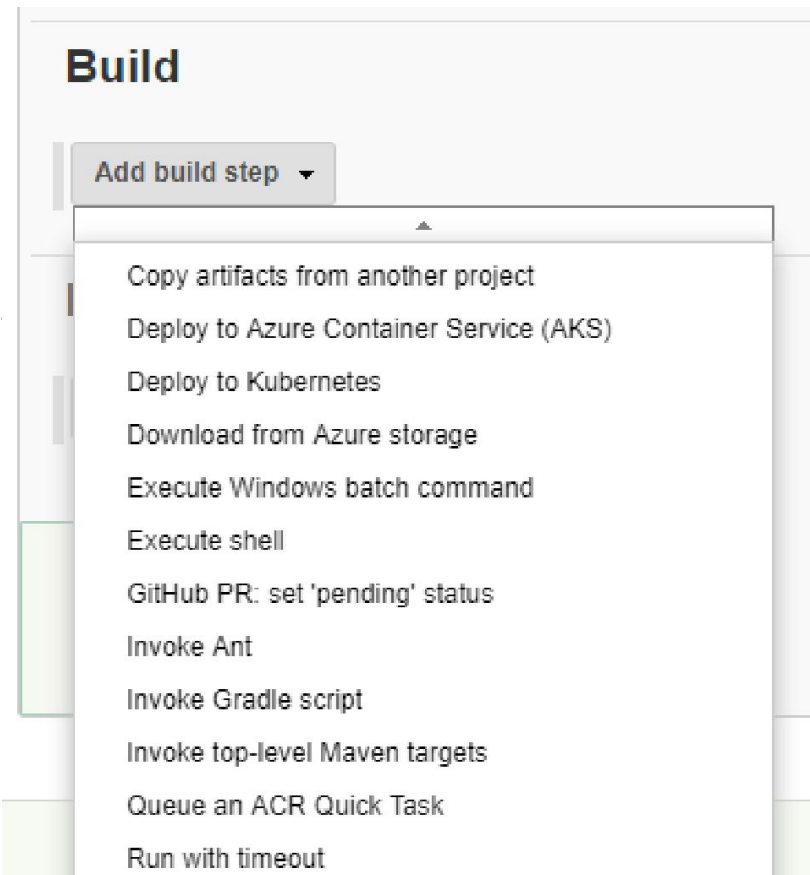 Build
Add build step
Copy artifacts from another project
Deploy to Azure Container Service (AKS)
Deploy to Kubernetes
Download from Azure storage
Execute Windows batch command
Execute shell
GitHub PR: set 'pending' status
Invoke Ant
Invoke Gradle script
Invoke top-level Maven targets
Queue an ACR Quick Task
Run with timeout